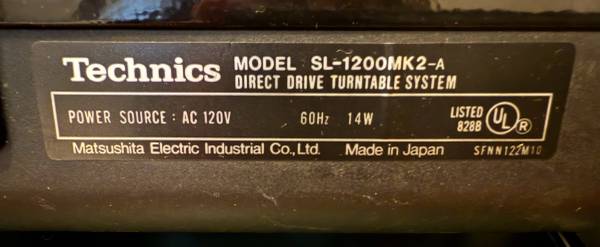 Technics MODEL SL-1200MK2-A
DIRECT DRIVE TURNTABLE SYSTEM
POWER SOURCE : AC 120V 60Hz 14W LISTED 828B UL ®
Matsushita Electric Industrial Co., Ltd. Made in Japan SFNN122M10